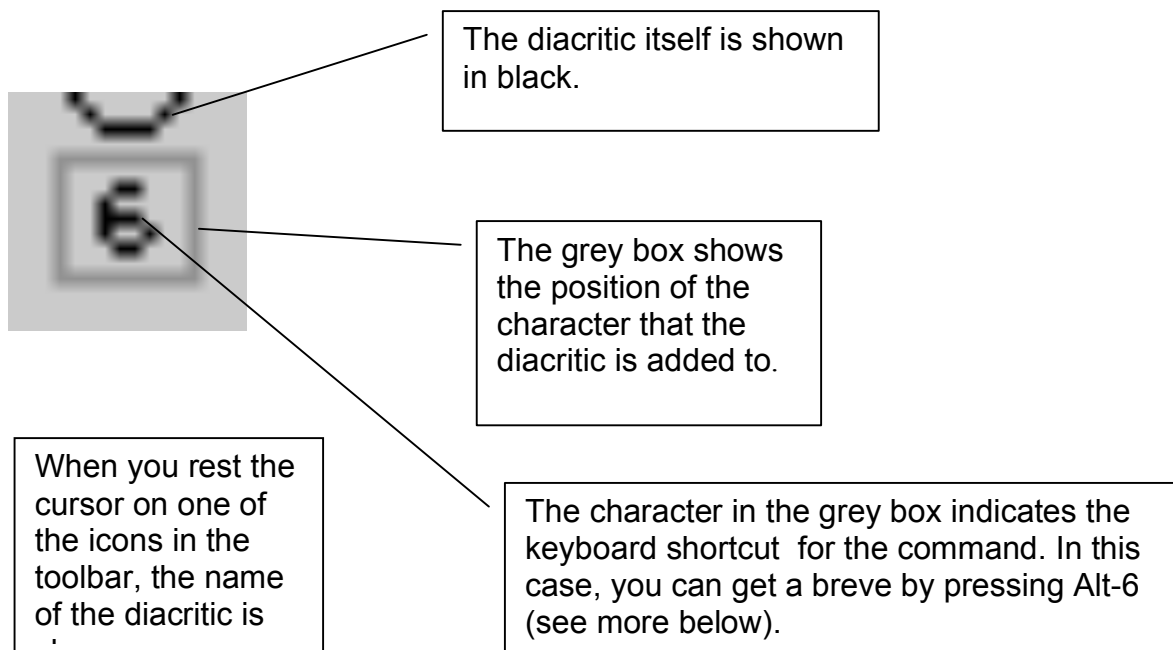 The diacritic itself is shown
in black.
6
The grey box shows
the position of the
character that the
diacritic is added to.
When you rest the
cursor on one of
the icons in the
toolbar, the name
of the diacritic is
The character in the grey box indicates the
keyboard shortcut  for the command. In this
case, you can get a breve by pressing Alt-6
(see more below).